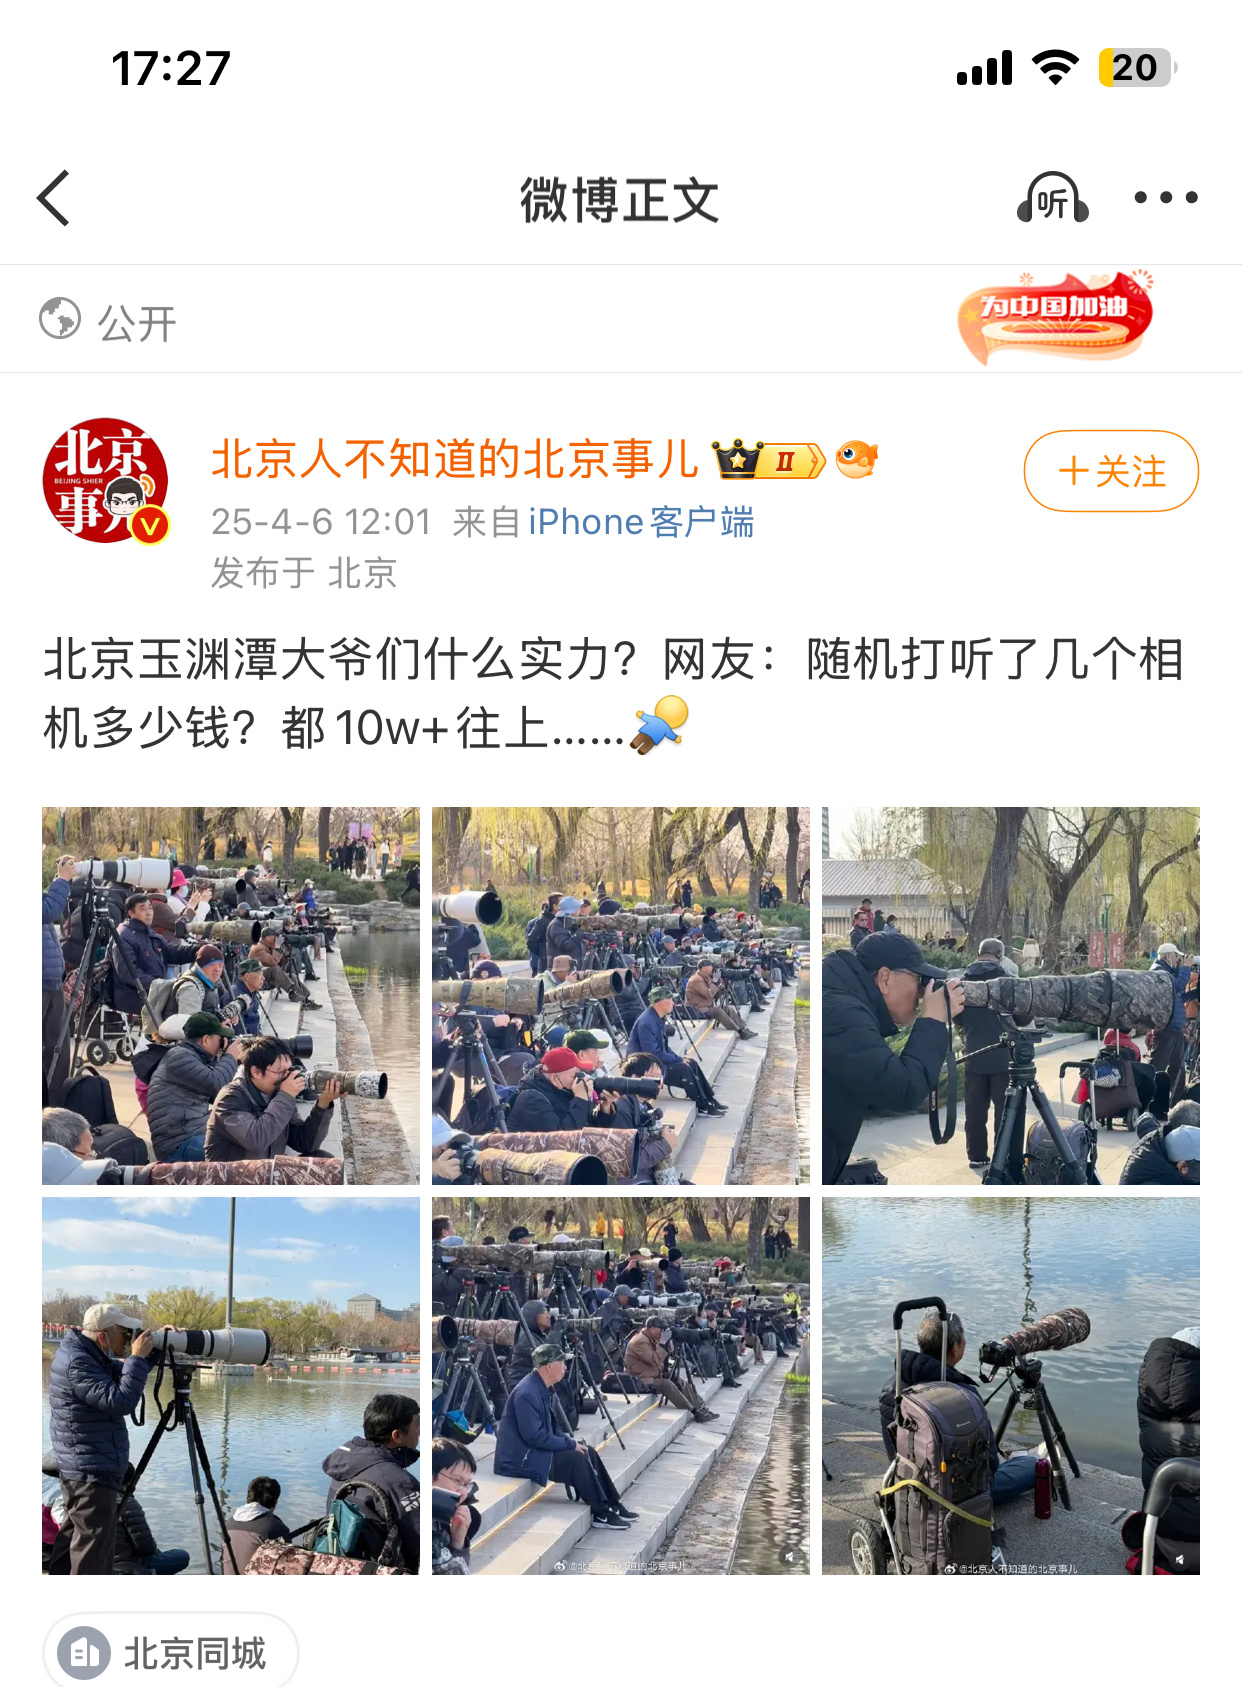 17:27
20
微博正文
听
公开
为中国加油
北京
BEIJING SHIER
事儿
北京人不知道的北京事儿
II
+关注
25-4-6 12:01 来自 iPhone客户端
发布于 北京
北京玉渊潭大爷们什么实力？网友：随机打听了几个相
机多少钱？都10w+往上……
Canon
@北京人不知道的北京事儿
@北京人不知道的北京事儿
北京同城